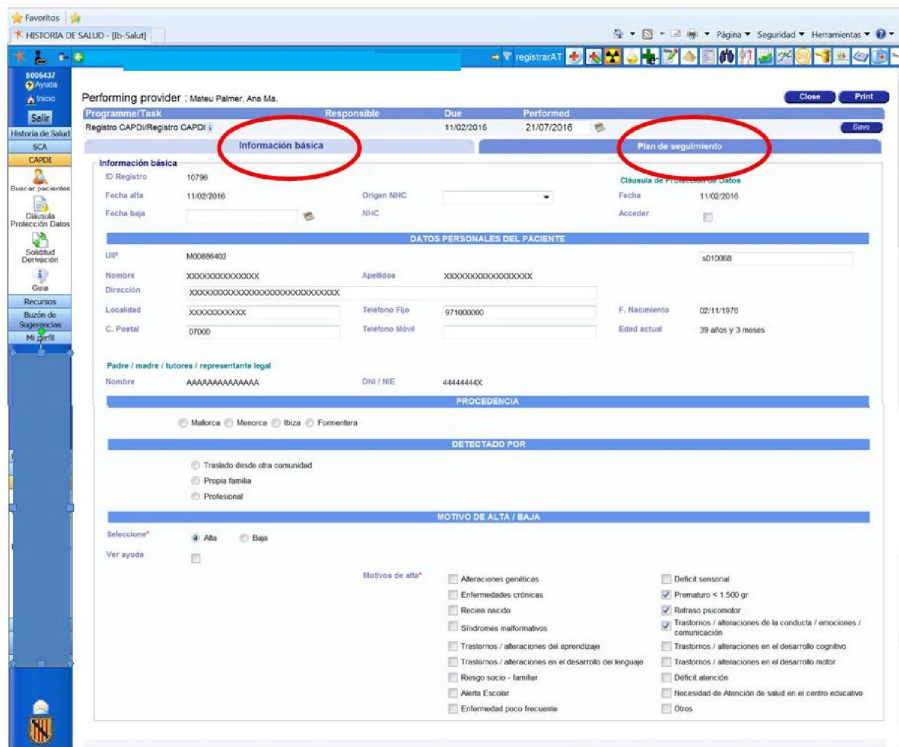 Favoritos
HISTORIA DE SALUD - [Ib-Salut]
Página Seguridad Herramientas
registrarAT
8005437
Ayuda
Inicio
Salir
Historia de Salud
SCA
CAPDI
Buscar pacientes
Cláusula
Protección Datos
Solicitud
Derivación
Guia
Recursos
Buzón de
Sugerencias
Mi perfil
Performing provider : Mateu Palmer, Ana Ma.
Close Print
Programme/Task Responsible Due Performed
Registro CAPDI/Registro CAPDI 11/02/2016 21/07/2016 Save
Información básica Plan de seguimiento
Información básica
ID Registro 10796 Cláusula de Protección de Datos
Fecha alta 11/02/2016 Origen NHC Fecha 11/02/2016
Fecha baja NHC Acceder
DATOS PERSONALES DEL PACIENTE
UIP M00886402 s010068
Nombre XXXXXXXXXXXXXX Apellidos XXXXXXXXXXXXXXXXX
Dirección XXXXXXXXXXXXXXXXXXXXXXXXXXXXX
Localidad XXXXXXXXXXX Telefono Fijo 971000000 F. Nacimiento 02/11/1976
C. Postal 07000 Telefono Móvil Edad actual 39 años y 3 meses
Padre / madre / tutores / representante legal
Nombre AAAAAAAAAAAAAA DNI / NIE 44444444X
PROCEDENCIA
Mallorca Menorca Ibiza Formentera
DETECTADO POR
Traslado desde otra comunidad
Propia familia
Profesional
MOTIVO DE ALTA / BAJA
Seleccione* Alta Baja
Ver ayuda
Motivos de alta* Alteraciones genéticas Deficit sensorial
Enfermedades crónicas Prematuro < 1.500 gr
Recien nacido Retraso psicomotor
Síndromes malformativos Trastornos / alteraciones de la conducta / emociones /
comunicación
Trastornos / alteraciones del aprendizaje Trastornos / alteraciones en el desarrollo cognitivo
Trastornos / alteraciones en el desarrollo del lenguaje Trastornos / alteraciones en el desarrollo motor
Riesgo socio - familiar Déficit atención
Alerta Escolar Necesidad de Atención de salud en el centro educativo
Enfermedad poco frecuente Otros